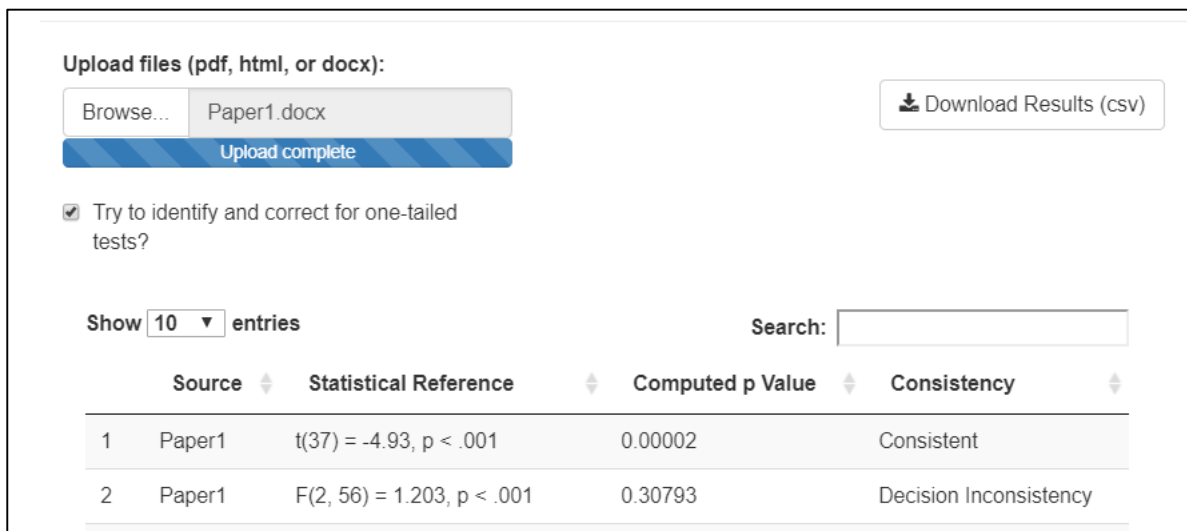 Upload files (pdf, html, or docx):
Browse... Paper1.docx
Download Results (csv)
Upload complete
Try to identify and correct for one-tailed
tests?
Show 10 entries
Search:
Source Statistical Reference Computed p Value Consistency
1 Paper1 t(37) = -4.93, p < .001 0.00002 Consistent
2 Paper1 F(2, 56) = 1.203, p < .001 0.30793 Decision Inconsistency